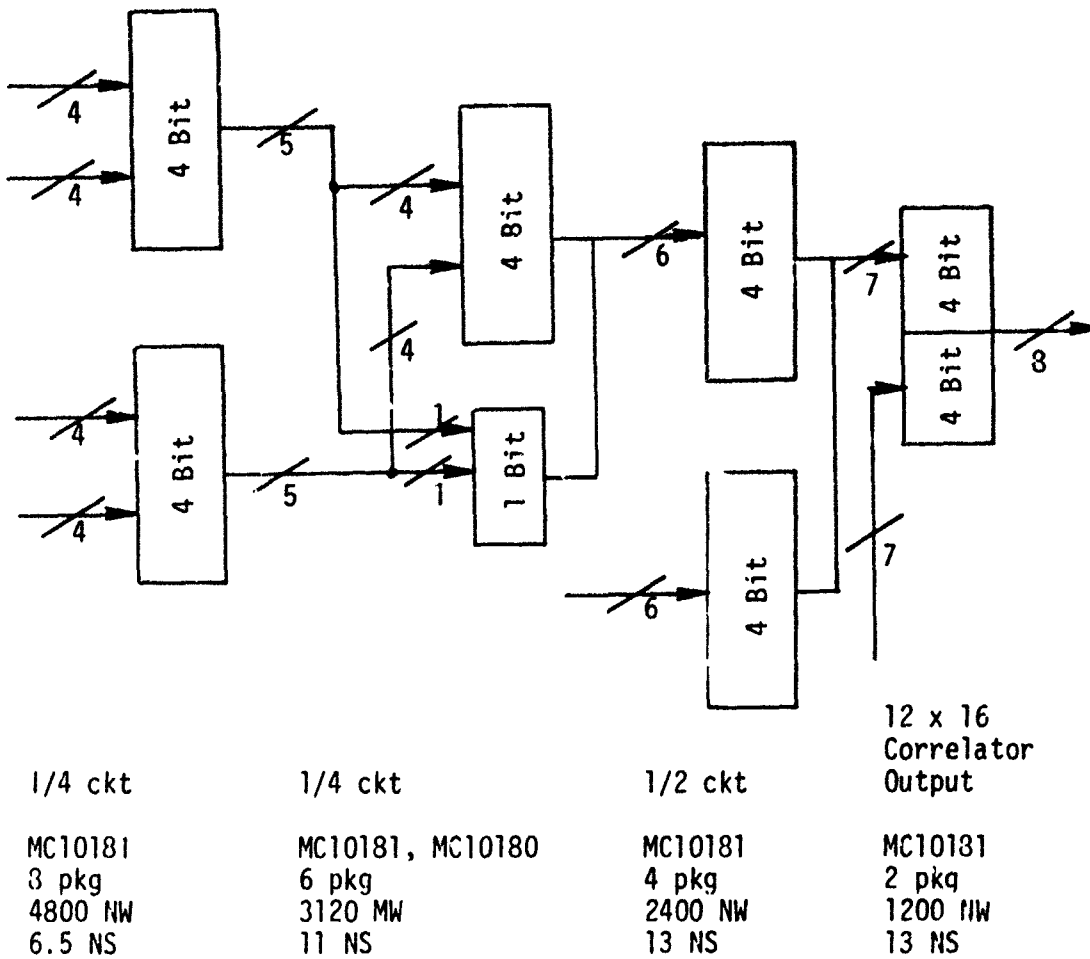 4 Bit
4
4
5
4 Bit
4
4
5
4 Bit
4
4
1 Bit
1
1
6
4 Bit
4 Bit
6
7
4 Bit
4 Bit
7
8
1/4 ckt
MC10181
8 pkg
4800 NW
6.5 NS
1/4 ckt
MC10181, MC10180
6 pkg
3120 MW
11 NS
1/2 ckt
MC10181
4 pkg
2400 NW
13 NS
12 x 16
Correlator
Output
MC10181
2 pkg
1200 NW
13 NS